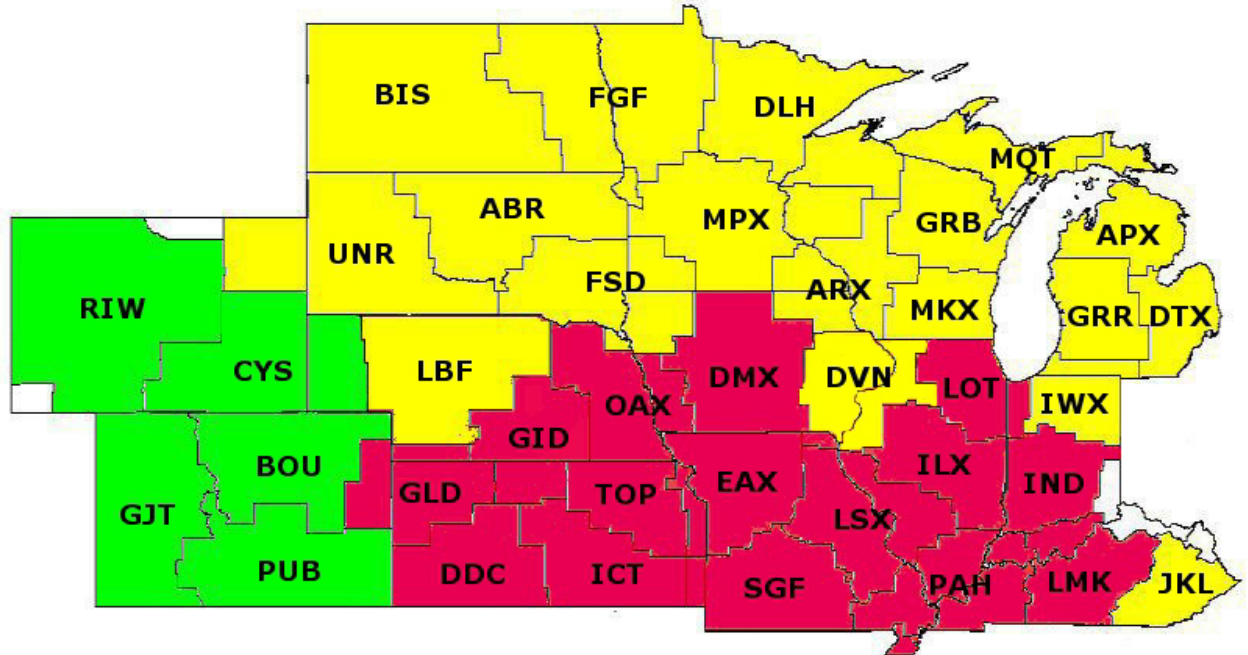 BIS
FGF
DLH
MQT
ABR
MPX
GRB
APX
UNR
FSD
ARX
RIW
MKX
GRR
DTX
CYS
LBF
DMX
DVN
LOT
OAX
IWX
GID
BOU
GLD
TOP
EAX
ILX
IND
GJT
LSX
PUB
DDC
ICT
SGF
PAH
LMK
JKL